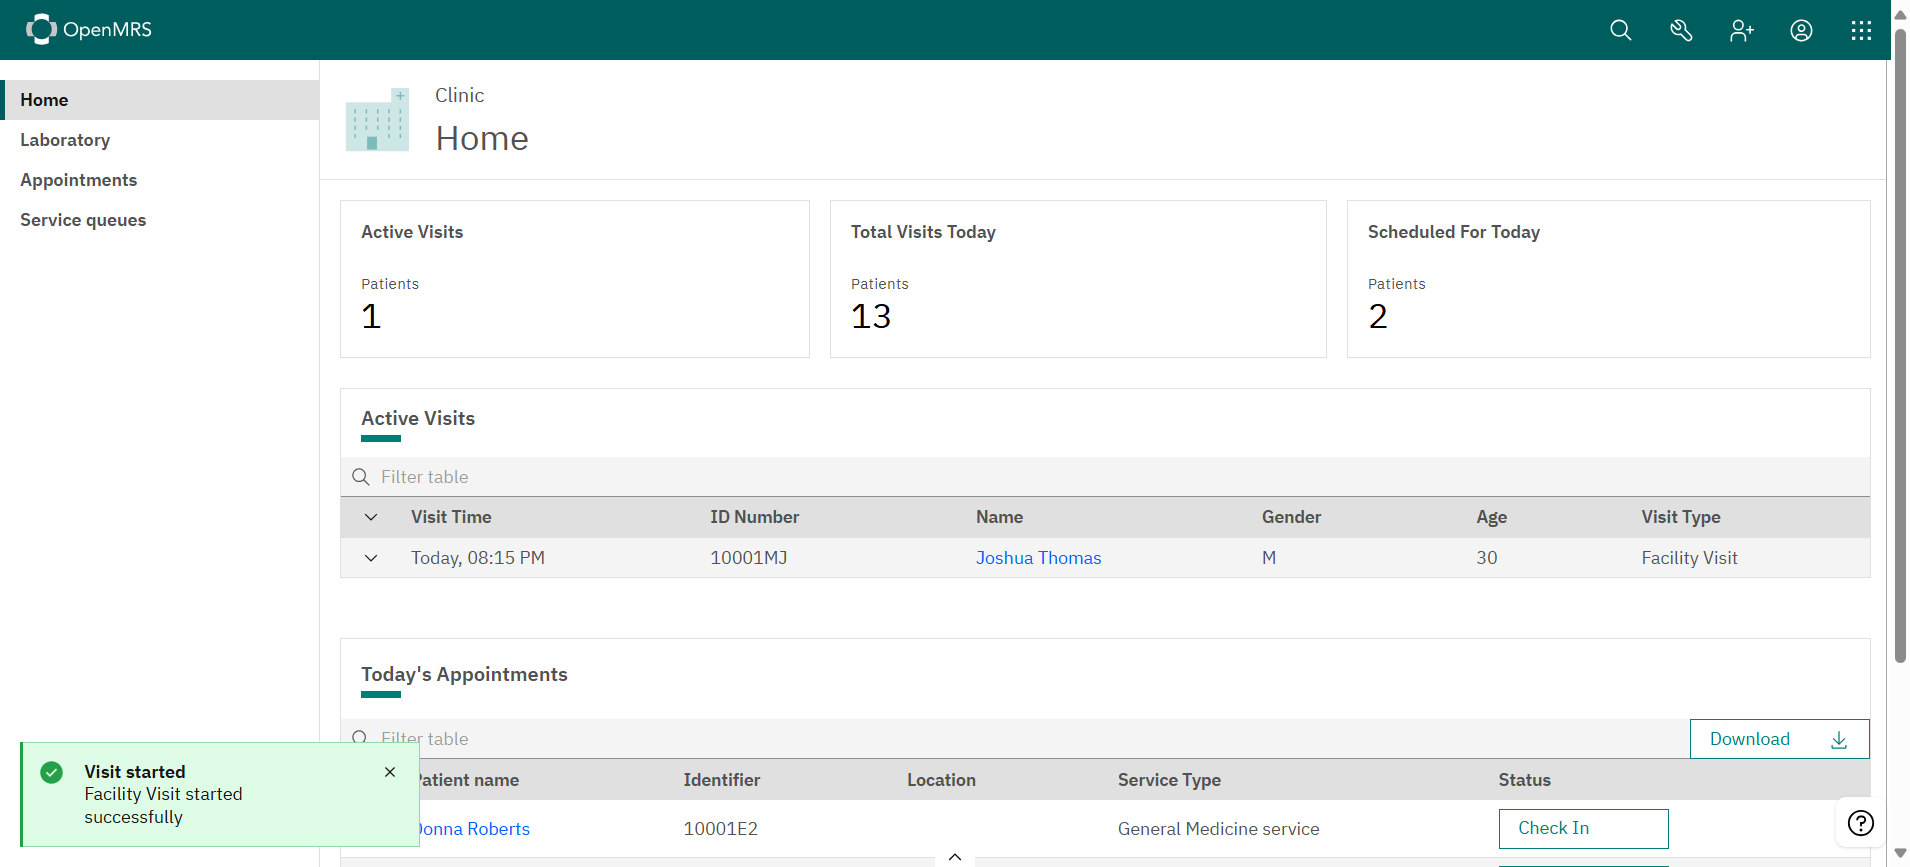 OpenMRS
Home
Laboratory
Appointments
Service queues
Clinic
Home
Active Visits
Patients
1
Total Visits Today
Patients
13
Scheduled For Today
Patients
2
Active Visits
Filter table
Visit Time ID Number Name Gender Age Visit Type
Today, 08:15 PM 10001MJ Joshua Thomas M 30 Facility Visit
Today's Appointments
Filter table
Download
Patient name Identifier Location Service Type Status
Donna Roberts 10001E2 General Medicine service Check In
Visit started
Facility Visit started
successfully